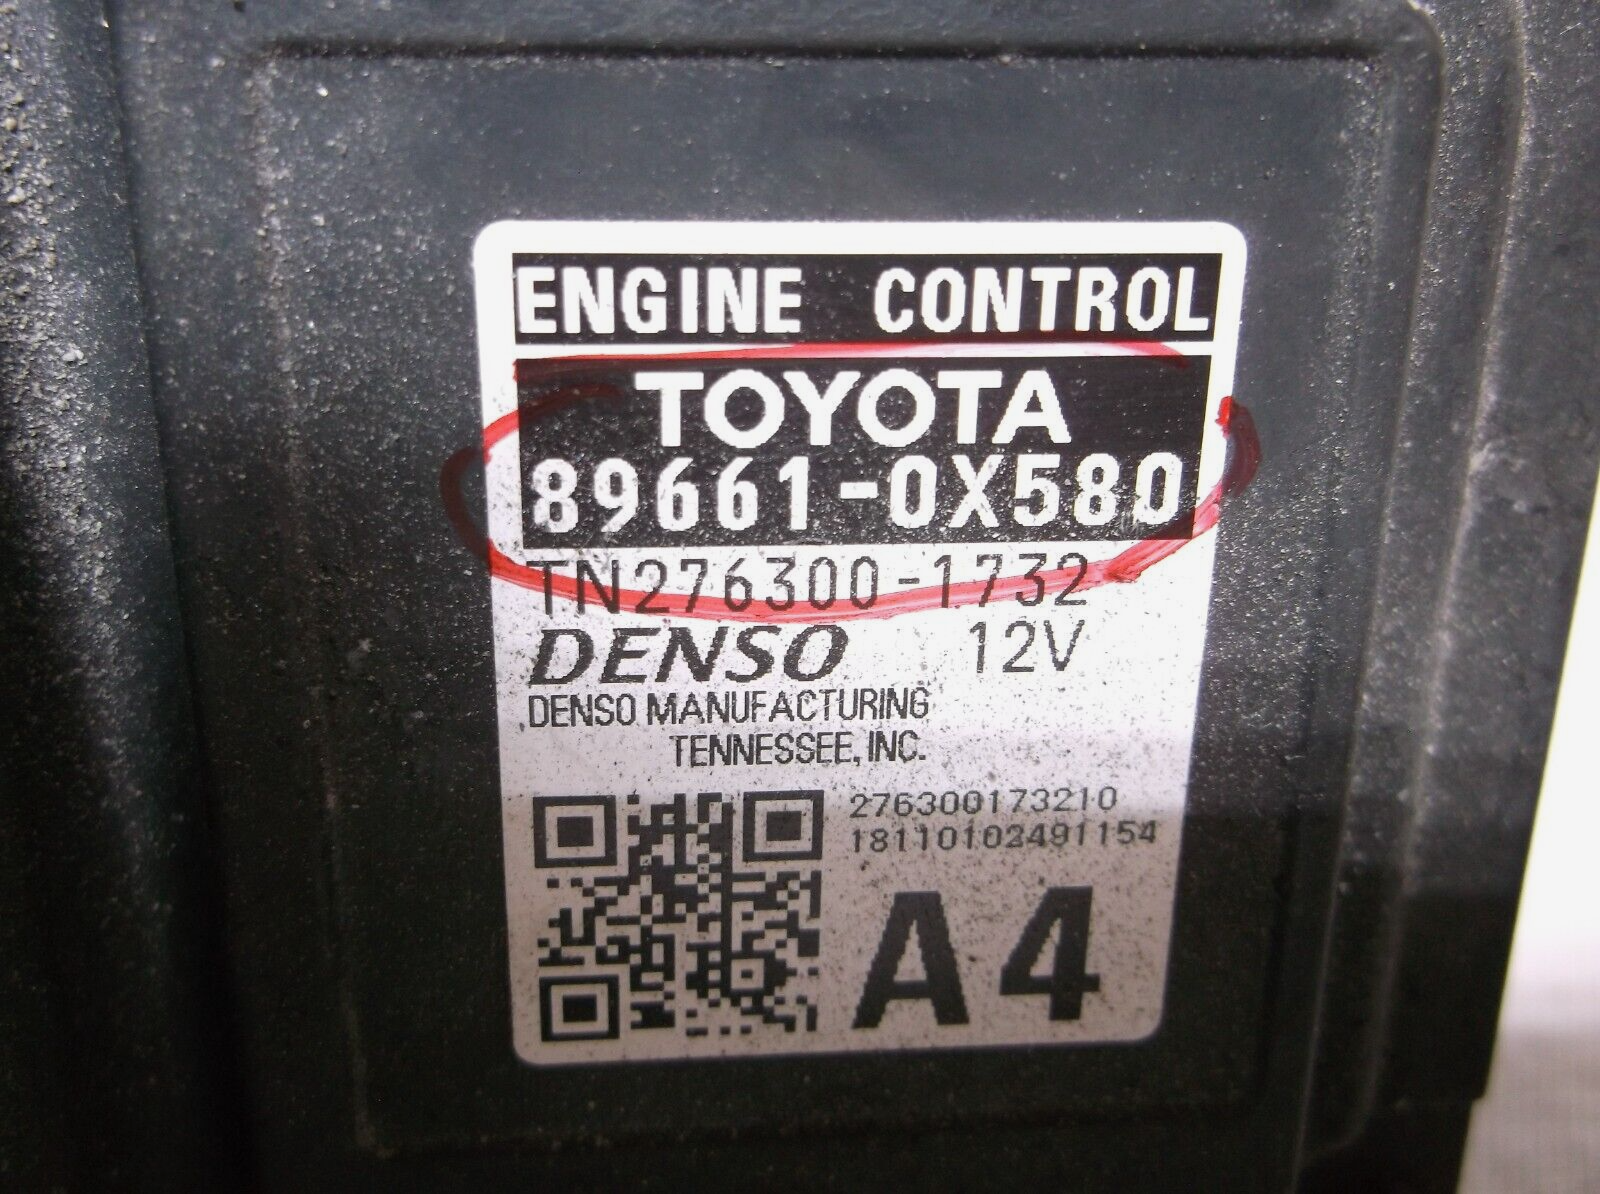 ENGINE CONTROL
TOYOTA
89661-0X580
TN276300-1732
DENSO 12V
DENSO MANUFACTURING
TENNESSEE, INC.
276300173210
18110102491154
A4